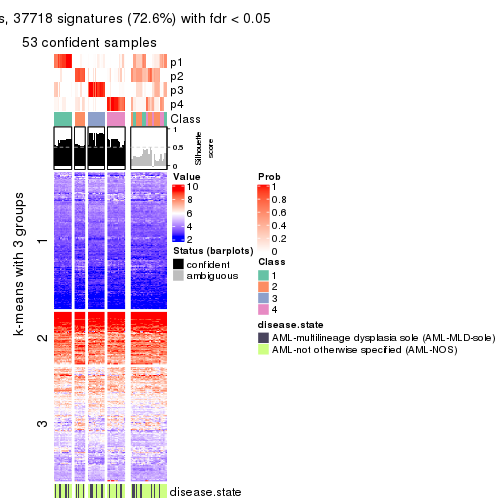 s, 37718 signatures (72.6%) with fdr < 0.05
53 confident samples
p1
p2
p3
p4
Class
1
0.5
0
Silhouette
score
k-means with 3 groups
1
2
3
disease.state
Value
10
8
6
4
2
Status (barplots)
confident
ambiguous
Prob
1
0.8
0.6
0.4
0.2
0
Class
1
2
3
4
disease.state
AML-multilineage dysplasia sole (AML-MLD-sole)
AML-not otherwise specified (AML-NOS)